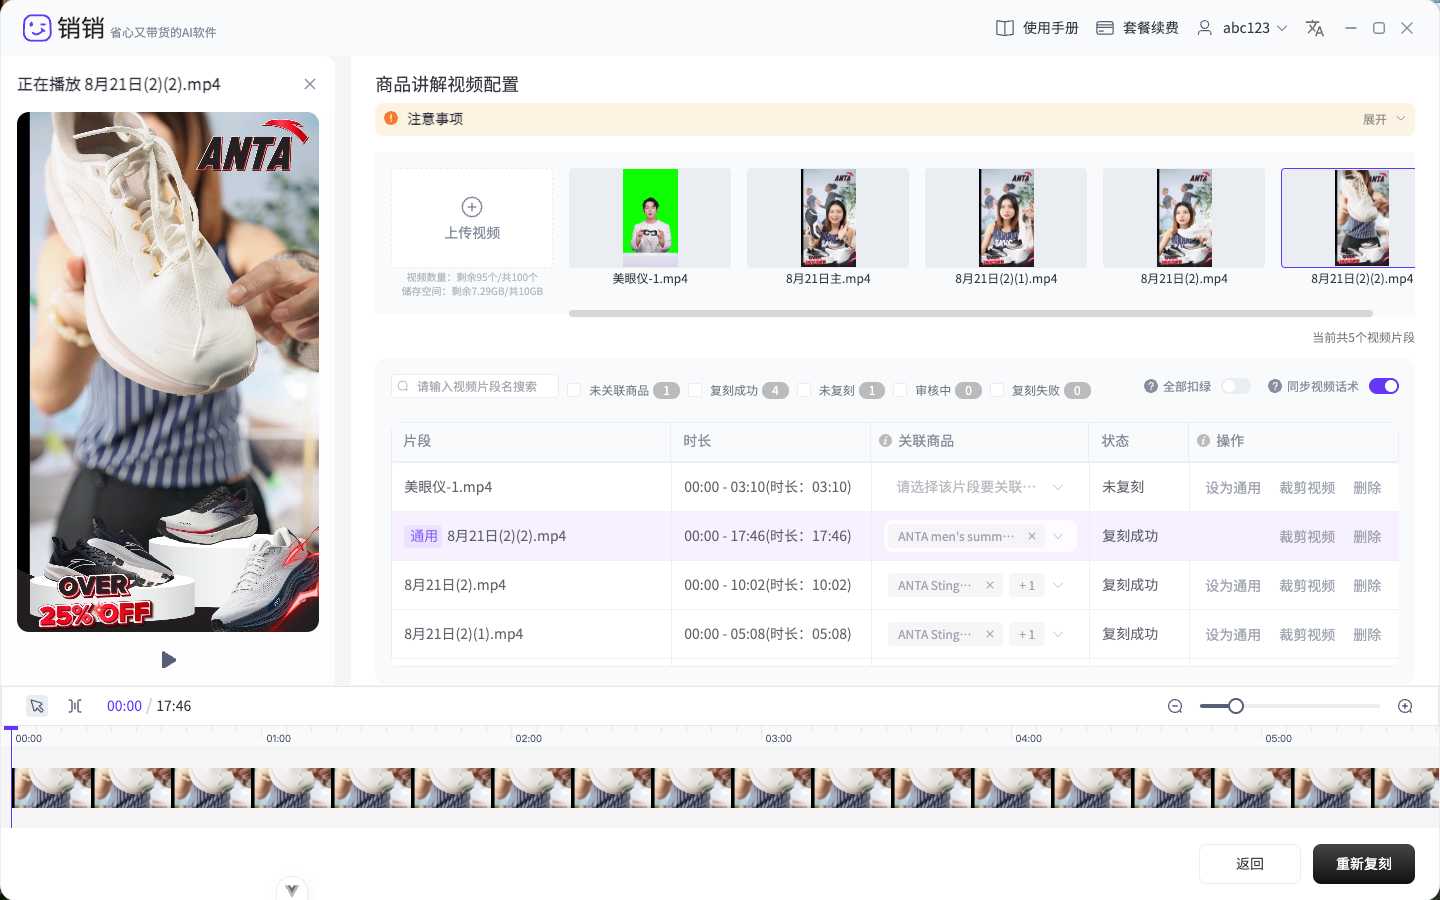 销销 省心又带货的AI软件
使用手册 套餐续费 abc123
正在播放 8月21日(2)(2).mp4
ANTA
OVER
25% OFF
00:00 / 17:46
商品讲解视频配置
注意事项 展开
上传视频
视频数量：剩余95个/共100个
储存空间：剩余7.29GB/共10GB
美眼仪-1.mp4
8月21日主.mp4
8月21日(2)(1).mp4
8月21日(2).mp4
8月21日(2)(2).mp4
当前共5个视频片段
请输入视频片段名搜索 未关联商品 1 复刻成功 4 未复刻 1 审核中 0 复刻失败 0 全部扣绿 同步视频话术
片段 时长 关联商品 状态 操作
美眼仪-1.mp4 00:00 - 03:10(时长：03:10) 请选择该片段要关联… 未复刻 设为通用 裁剪视频 删除
通用 8月21日(2)(2).mp4 00:00 - 17:46(时长：17:46) ANTA men's summ… 复刻成功 裁剪视频 删除
8月21日(2).mp4 00:00 - 10:02(时长：10:02) ANTA Sting… + 1 复刻成功 设为通用 裁剪视频 删除
8月21日(2)(1).mp4 00:00 - 05:08(时长：05:08) ANTA Sting… + 1 复刻成功 设为通用 裁剪视频 删除
00:00 01:00 02:00 03:00 04:00 05:00
返回 重新复刻